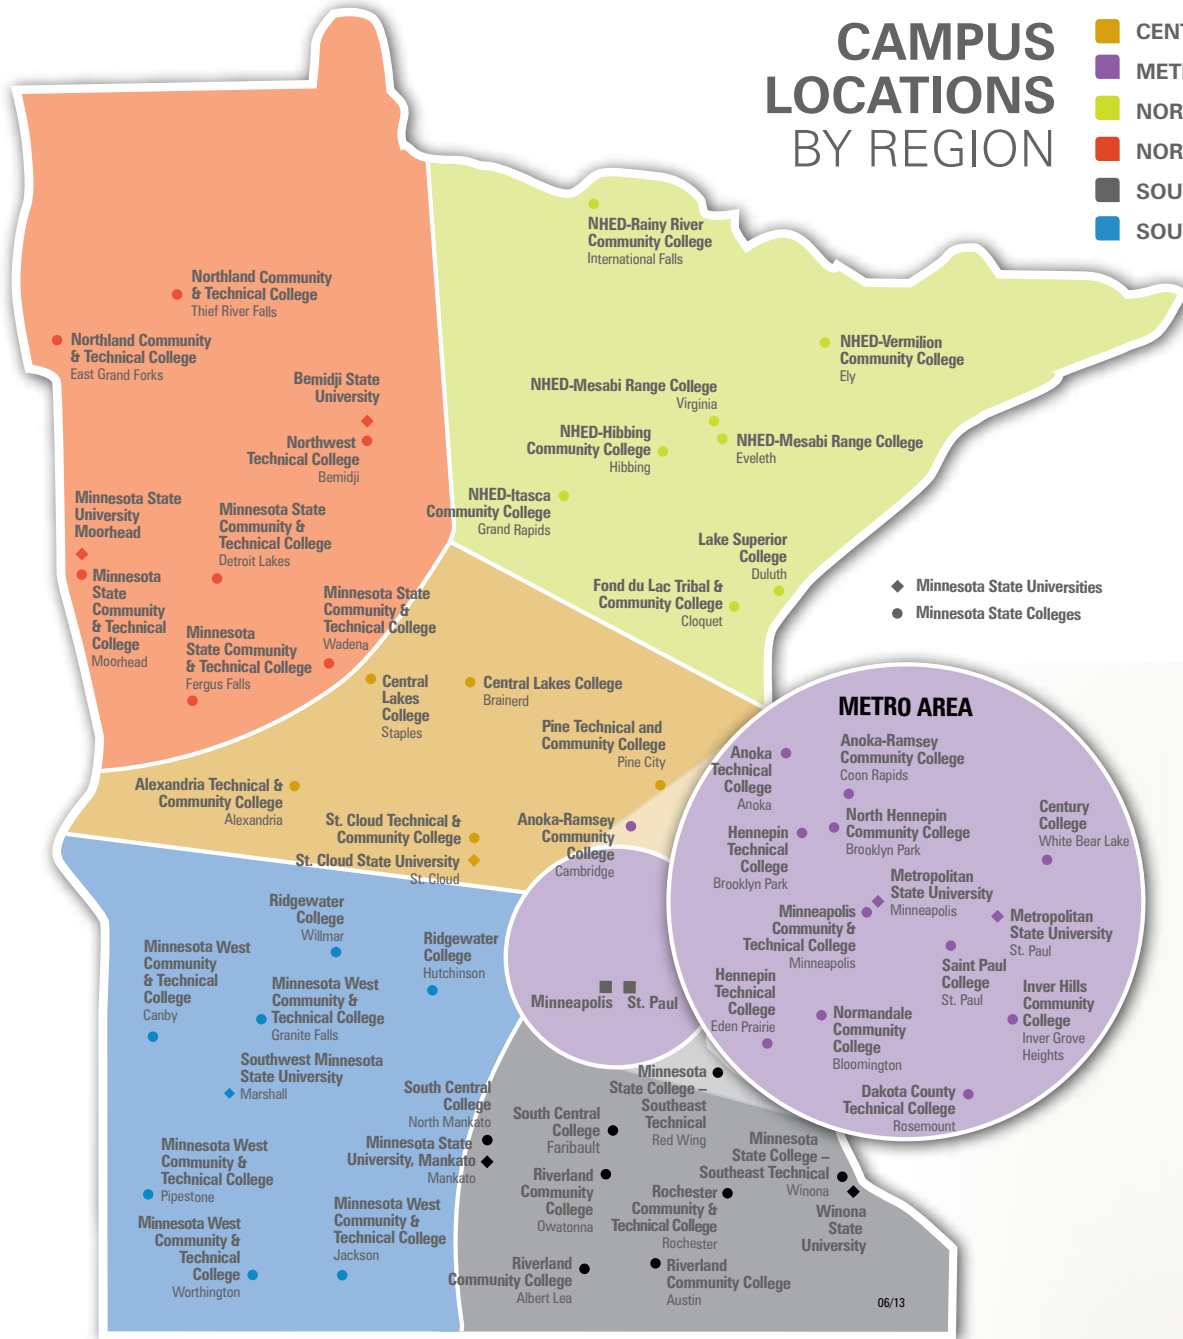 CAMPUS
LOCATIONS
BY REGION
CENT
MET
NOR
NOR
SOU
SOU
NHED-Rainy River
Community College
International Falls
Northland Community
& Technical College
Thief River Falls
Northland Community
& Technical College
East Grand Forks
NHED-Vermilion
Community College
Ely
Bemidji State
University
NHED-Mesabi Range College
Virginia
Northwest
Technical College
Bemidji
NHED-Hibbing
Community College
Hibbing
NHED-Mesabi Range College
Eveleth
Minnesota State
University
Moorhead
Minnesota State
Community &
Technical College
Detroit Lakes
NHED-Itasca
Community College
Grand Rapids
Lake Superior
College
Duluth
Minnesota
State
Community
& Technical
College
Moorhead
Minnesota State
Community &
Technical College
Wadena
Fond du Lac Tribal &
Community College
Cloquet
Minnesota State Universities
Minnesota State Colleges
Minnesota
State Community
& Technical College
Fergus Falls
Central
Lakes
College
Staples
Central Lakes College
Brainerd
Pine Technical and
Community College
Pine City
Alexandria Technical &
Community College
Alexandria
St. Cloud Technical &
Community College
St. Cloud State University
St. Cloud
Anoka-Ramsey
Community
College
Cambridge
METRO AREA
Anoka
Technical
College
Anoka
Anoka-Ramsey
Community College
Coon Rapids
North Hennepin
Community College
Brooklyn Park
Century
College
White Bear Lake
Hennepin
Technical
College
Brooklyn Park
Metropolitan
State University
Minneapolis
Minneapolis
Community &
Technical College
Minneapolis
Metropolitan
State University
St. Paul
Saint Paul
College
St. Paul
Hennepin
Technical
College
Eden Prairie
Normandale
Community
College
Bloomington
Inver Hills
Community
College
Inver Grove
Heights
Dakota County
Technical College
Rosemount
Ridgewater
College
Willmar
Ridgewater
College
Hutchinson
Minnesota West
Community
& Technical
College
Canby
Minnesota West
Community &
Technical College
Granite Falls
Minneapolis
St. Paul
Southwest Minnesota
State University
Marshall
South Central
College
North Mankato
Minnesota State
University, Mankato
Mankato
South Central
College
Faribault
Minnesota
State College –
Southeast
Technical
Red Wing
Minnesota
State College –
Southeast Technical
Winona
Winona
State
University
Minnesota West
Community &
Technical College
Pipestone
Riverland
Community
College
Owatonna
Rochester
Community &
Technical College
Rochester
Minnesota West
Community &
Technical
College
Worthington
Minnesota West
Community &
Technical College
Jackson
Riverland
Community College
Albert Lea
Riverland
Community College
Austin
06/13